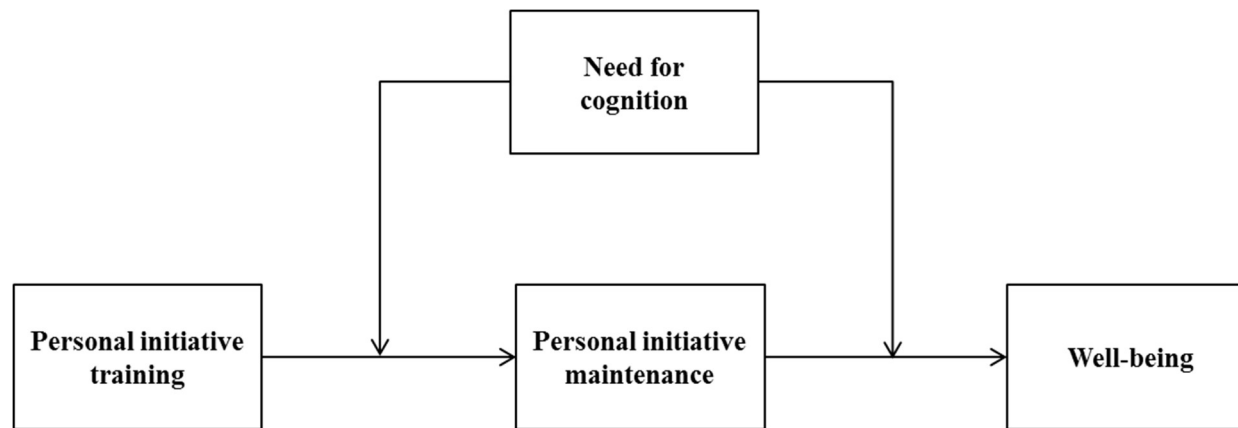 Need for
cognition
Personal initiative
training
Personal initiative
maintenance
Well-being